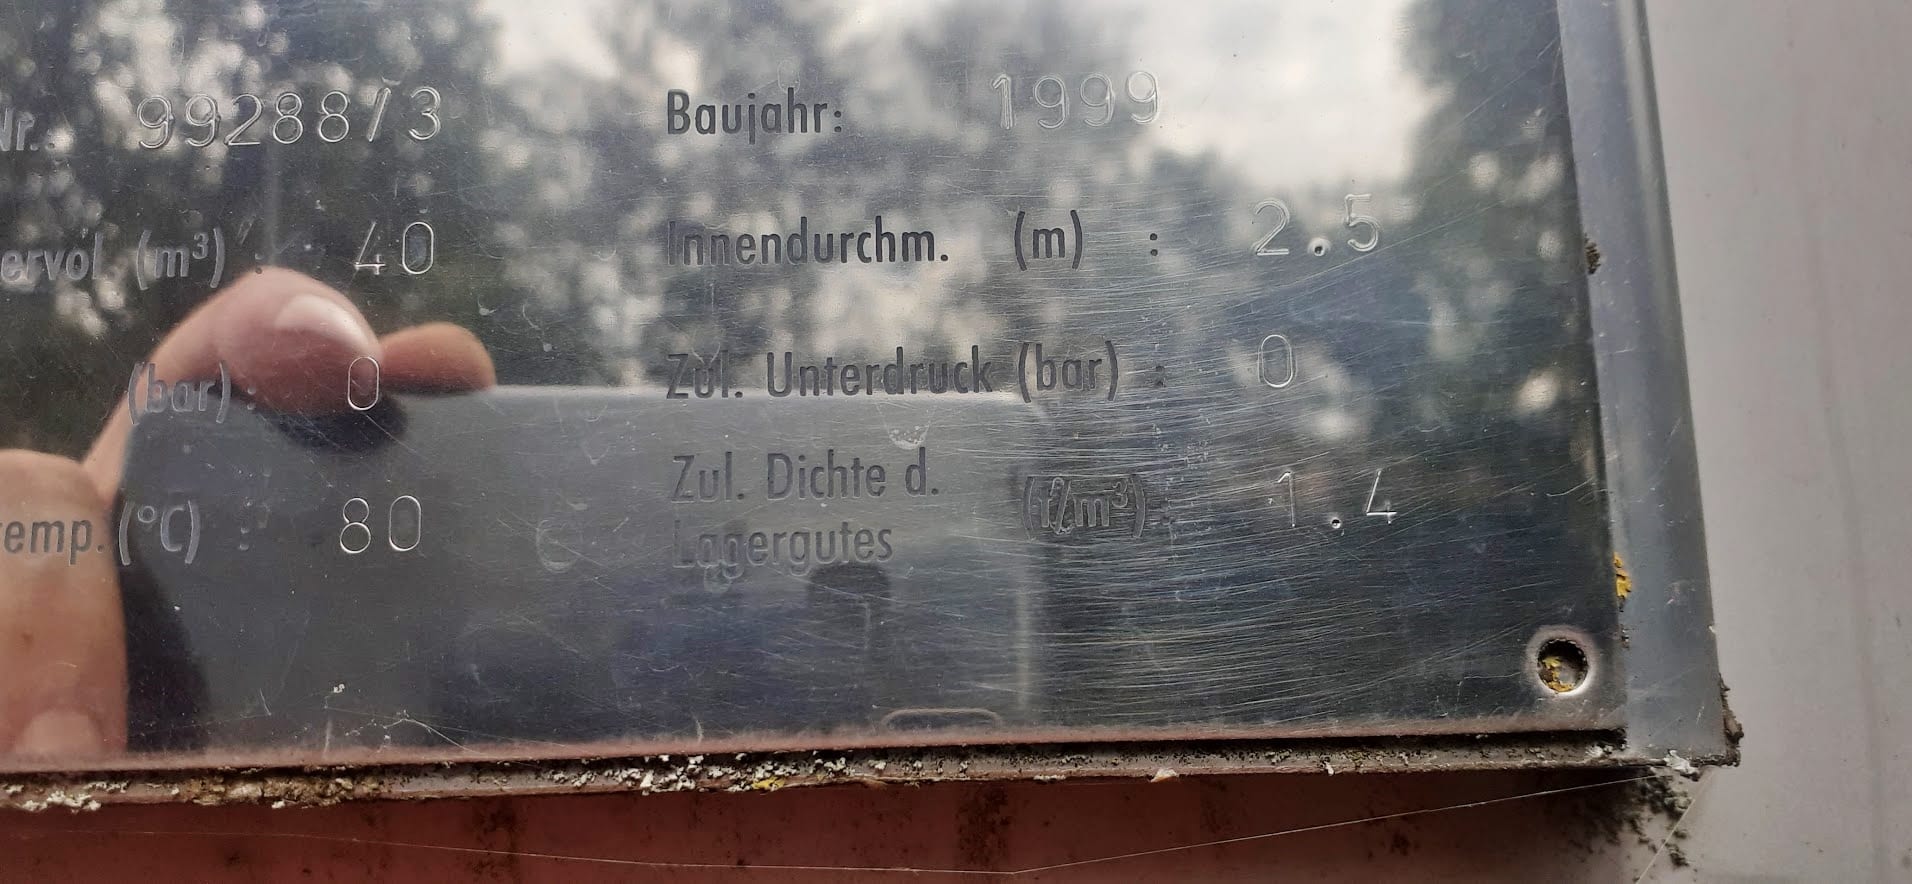 Nr.: 99288/3 Baujahr: 1999
ervol. (m³) : 40 Innendurchm. (m) : 2.5
(bar) : 0 Zul. Unterdruck (bar) : 0
temp. (°C) : 80 Zul. Dichte d. (t/m³) : 1.4
Lagergutes